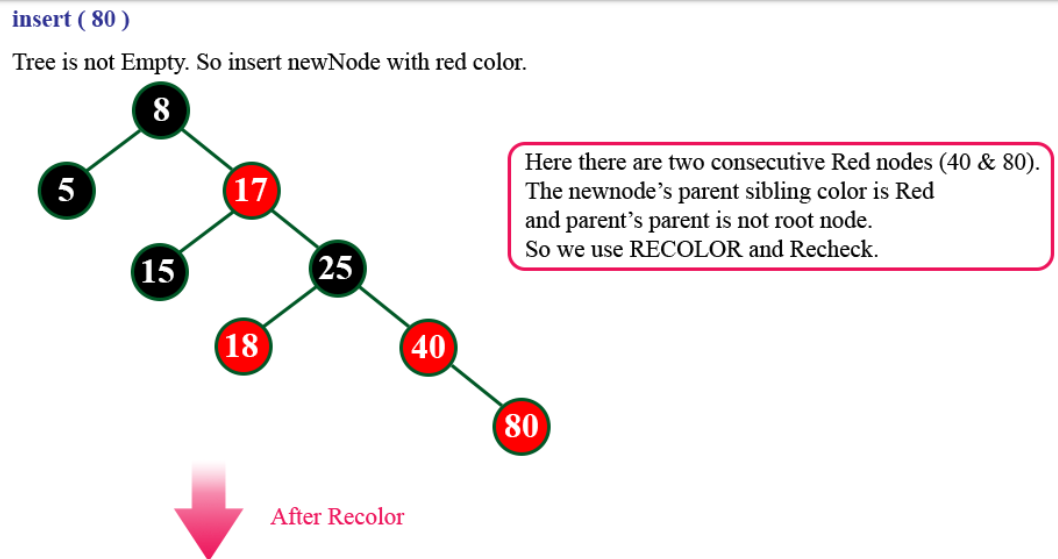 insert ( 80 )
Tree is not Empty. So insert newNode with red color.
8
5
17
15
25
18
40
80
Here there are two consecutive Red nodes (40 & 80).
The newnode’s parent sibling color is Red
and parent’s parent is not root node.
So we use RECOLOR and Recheck.
After Recolor